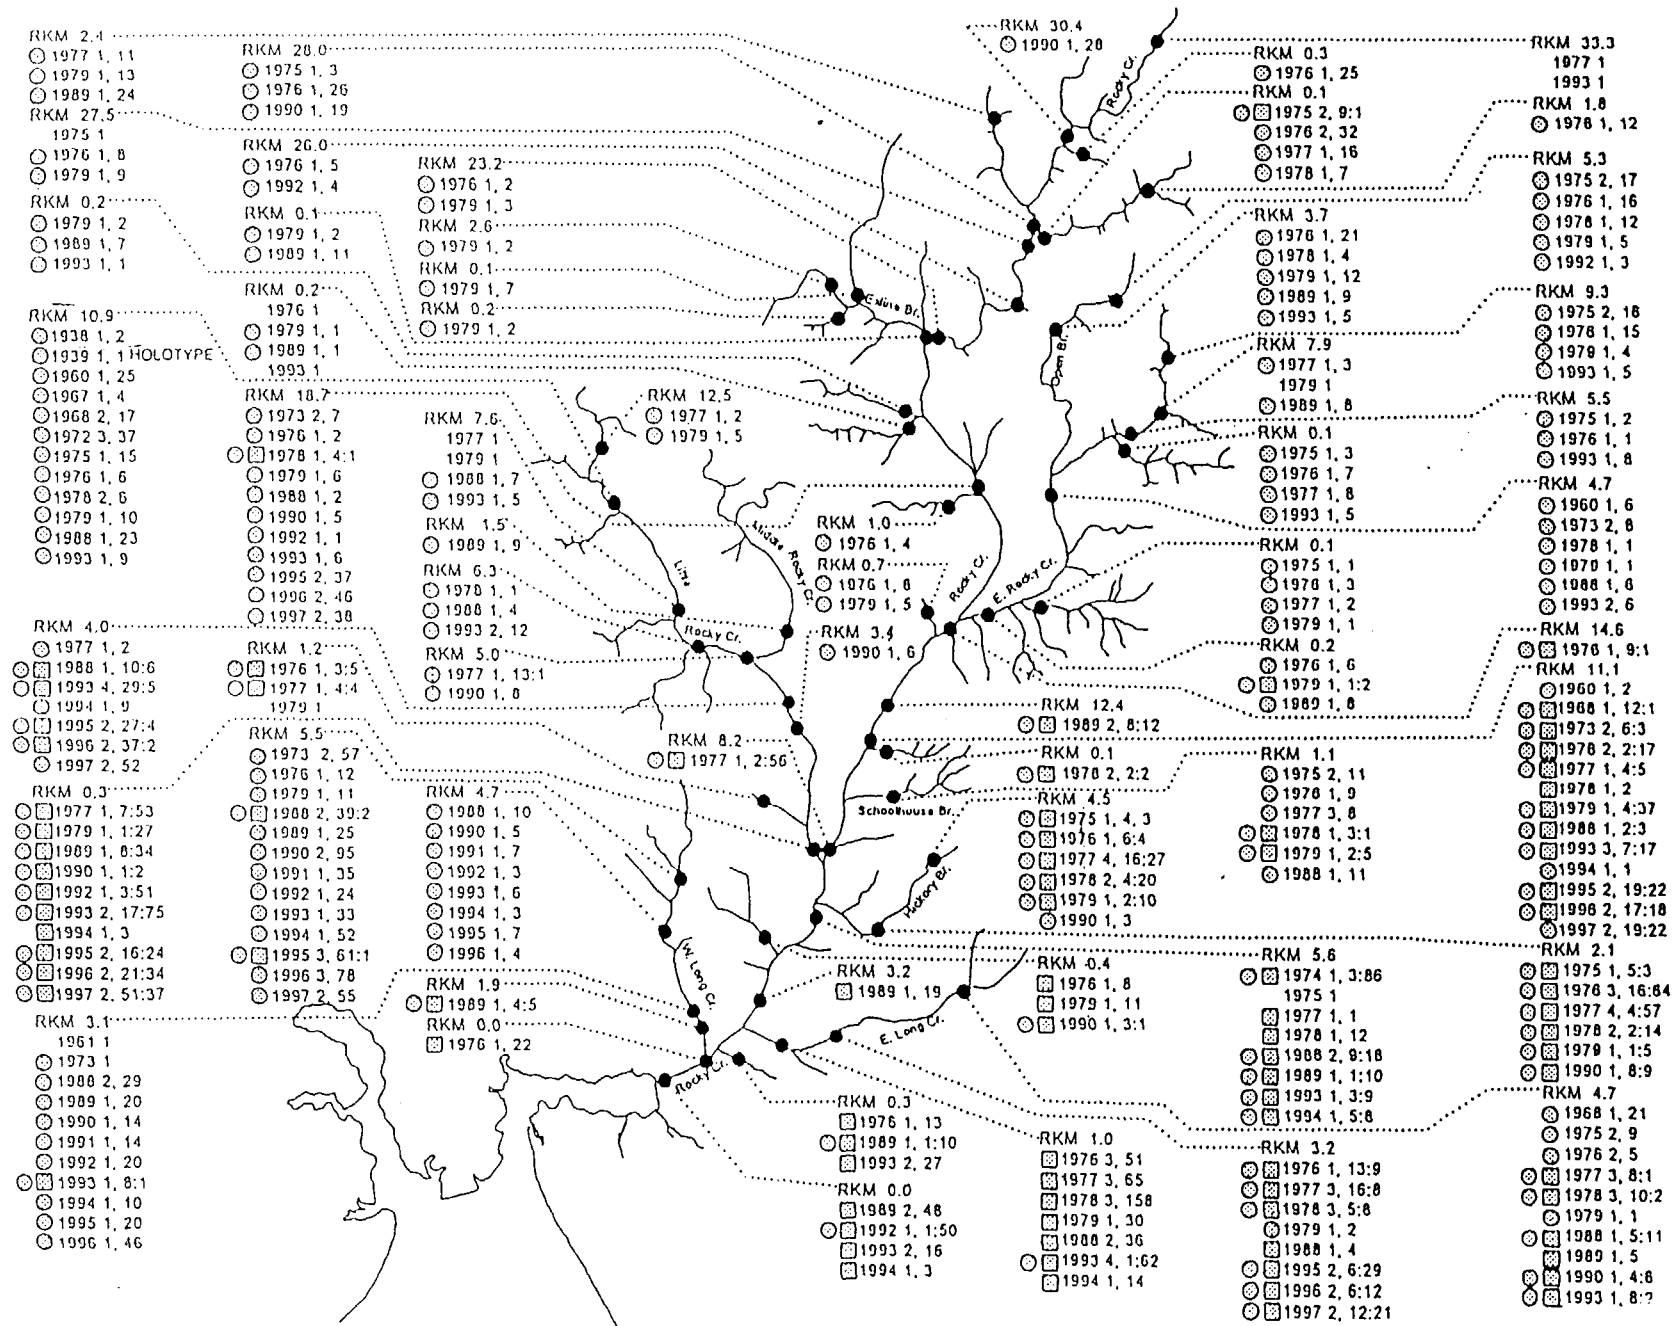 RKM 2.4
1977 1, 11
1979 1, 13
1989 1, 24
RKM 27.5
1975 1
1976 1, 8
1979 1, 9
RKM 0.2
1979 1, 2
1989 1, 7
1993 1, 1
RKM 10.9
1938 1, 2
1939 1, 1 HOLOTYPE
1960 1, 25
1967 1, 4
1968 2, 17
1972 3, 37
1975 1, 15
1976 1, 6
1978 2, 6
1979 1, 10
1988 1, 23
1993 1, 9
RKM 4.0
1977 1, 2
1988 1, 10:6
1993 4, 29:5
1994 1, 9
1995 2, 27:4
1996 2, 37:2
1997 2, 52
RKM 0.3
1977 1, 7:53
1979 1, 1:27
1989 1, 8:34
1990 1, 1:2
1992 1, 3:51
1993 2, 17:75
1994 1, 3
1995 2, 16:24
1996 2, 21:34
1997 2, 51:37
RKM 3.1
1961 1
1973 1
1988 2, 29
1989 1, 20
1990 1, 14
1991 1, 14
1992 1, 20
1993 1, 8:1
1994 1, 10
1995 1, 20
1996 1, 46
RKM 28.0
1975 1, 3
1976 1, 26
1990 1, 19
RKM 26.0
1976 1, 5
1992 1, 4
RKM 0.1
1979 1, 2
1989 1, 11
RKM 0.2
1976 1
1979 1, 1
1989 1, 1
1993 1
RKM 18.7
1973 2, 7
1976 1, 2
1978 1, 4:1
1979 1, 6
1988 1, 2
1990 1, 5
1992 1, 1
1993 1, 6
1995 2, 37
1996 2, 46
1997 2, 38
RKM 1.2
1976 1, 3:5
1977 1, 4:4
1979 1
RKM 5.5
1973 2, 57
1976 1, 12
1979 1, 11
1988 2, 39:2
1989 1, 25
1990 2, 95
1991 1, 35
1992 1, 24
1993 1, 33
1994 1, 52
1995 3, 61:1
1996 3, 78
1997 2, 55
RKM 23.2
1976 1, 2
1979 1, 3
RKM 2.6
1979 1, 2
RKM 0.1
1979 1, 7
RKM 0.2
1979 1, 2
RKM 7.6
1977 1
1979 1
1988 1, 7
1993 1, 5
RKM 1.5
1989 1, 9
RKM 6.3
1978 1, 1
1988 1, 4
1993 2, 12
RKM 5.0
1977 1, 13:1
1990 1, 8
RKM 4.7
1988 1, 10
1990 1, 5
1991 1, 7
1992 1, 3
1993 1, 6
1994 1, 3
1995 1, 7
1996 1, 4
RKM 1.9
1989 1, 4:5
RKM 0.0
1976 1, 22
RKM 12.5
1977 1, 2
1979 1, 5
RKM 8.2
1977 1, 2:56
RKM 1.0
1976 1, 4
RKM 0.7
1976 1, 8
1979 1, 5
RKM 3.4
1990 1, 6
RKM 3.2
1989 1, 19
RKM 0.3
1976 1, 13
1989 1, 1:10
1993 2, 27
RKM 0.0
1989 2, 48
1992 1, 1:50
1993 2, 16
1994 1, 3
RKM 30.4
1990 1, 28
Rocky Cr.
Exline Br.
Open Br.
Little
Rocky Cr.
Middle Rocky Cr.
Rocky Cr.
E. Rocky Cr.
Schoolhouse Br.
Hickory Br.
W. Long Cr.
E. Long Cr.
Rocky Cr.
RKM 12.4
1989 2, 8:12
RKM 0.1
1978 2, 2:2
RKM 4.5
1975 1, 4, 3
1976 1, 6:4
1977 4, 16:27
1978 2, 4:20
1979 1, 2:10
1990 1, 3
RKM 0.4
1976 1, 8
1979 1, 11
1990 1, 3:1
RKM 1.0
1976 3, 51
1977 3, 65
1978 3, 158
1979 1, 30
1988 2, 36
1993 4, 1:62
1994 1, 14
RKM 0.3
1976 1, 25
RKM 0.1
1975 2, 9:1
1976 2, 32
1977 1, 16
1978 1, 7
RKM 3.7
1976 1, 21
1978 1, 4
1979 1, 12
1989 1, 9
1993 1, 5
RKM 7.9
1977 1, 3
1979 1
1989 1, 8
RKM 0.1
1975 1, 3
1976 1, 7
1977 1, 8
1993 1, 5
RKM 0.1
1975 1, 1
1976 1, 3
1977 1, 2
1979 1, 1
RKM 0.2
1976 1, 6
1979 1, 1:2
1989 1, 8
RKM 1.1
1975 2, 11
1976 1, 9
1977 3, 8
1978 1, 3:1
1979 1, 2:5
1988 1, 11
RKM 5.6
1974 1, 3:86
1975 1
1977 1, 1
1978 1, 12
1988 2, 9:18
1989 1, 1:10
1993 1, 3:9
1994 1, 5:8
RKM 3.2
1976 1, 13:9
1977 3, 16:8
1978 3, 5:8
1979 1, 2
1988 1, 4
1995 2, 6:29
1996 2, 6:12
1997 2, 12:21
RKM 33.3
1977 1
1993 1
RKM 1.8
1978 1, 12
RKM 5.3
1975 2, 17
1976 1, 16
1978 1, 12
1979 1, 5
1992 1, 3
RKM 9.3
1975 2, 18
1976 1, 15
1979 1, 4
1993 1, 5
RKM 5.5
1975 1, 2
1976 1, 1
1993 1, 8
RKM 4.7
1960 1, 6
1973 2, 8
1978 1, 1
1979 1, 1
1988 1, 6
1993 2, 6
RKM 14.6
1976 1, 9:1
RKM 11.1
1960 1, 2
1968 1, 12:1
1973 2, 6:3
1976 2, 2:17
1977 1, 4:5
1978 1, 2
1979 1, 4:37
1988 1, 2:3
1993 3, 7:17
1994 1, 1
1995 2, 19:22
1996 2, 17:18
1997 2, 19:22
RKM 2.1
1975 1, 5:3
1976 3, 16:64
1977 4, 4:57
1978 2, 2:14
1979 1, 1:5
1990 1, 8:9
RKM 4.7
1968 1, 21
1975 2, 9
1976 2, 5
1977 3, 8:1
1978 3, 10:2
1979 1, 1
1988 1, 5:11
1989 1, 5
1990 1, 4:8
1993 1, 8:?